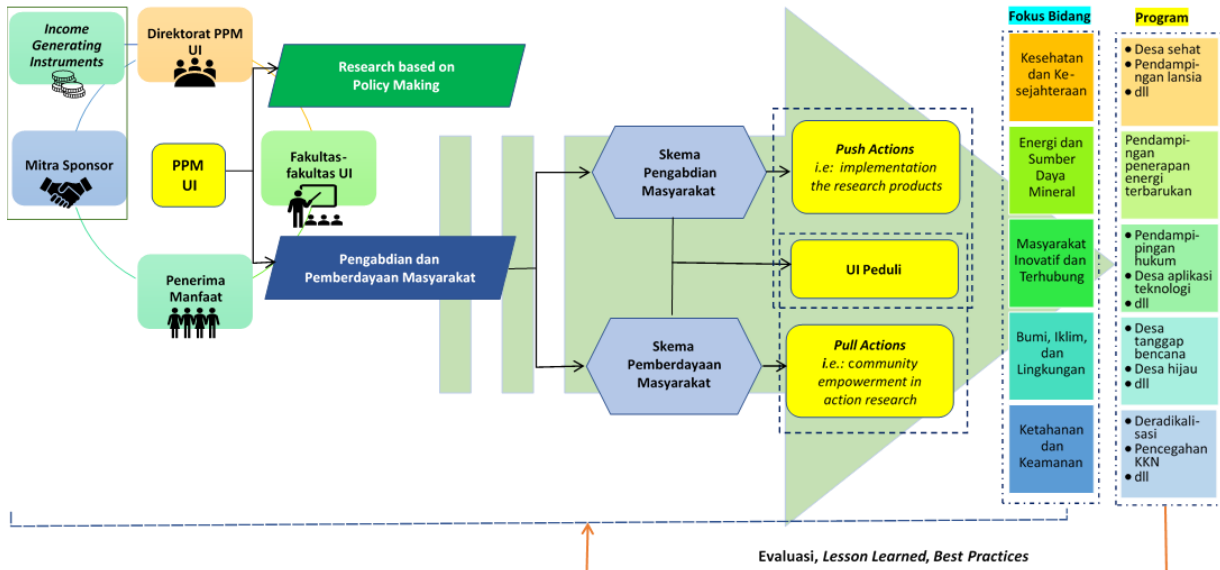 Income
Generating
Instruments
Direktorat PPM
UI
Mitra Sponsor
PPM
UI
Fakultas-
fakultas UI
Penerima
Manfaat
Research based on
Policy Making
Pengabdian dan
Pemberdayaan Masyarakat
Skema
Pengabdian
Masyarakat
Skema
Pemberdayaan
Masyarakat
Push Actions
i.e: implementation
the research products
UI Peduli
Pull Actions
i.e.: community
empowerment in
action research
Fokus Bidang
Kesehatan
dan Ke-
sejahteraan
Energi dan
Sumber
Daya
Mineral
Masyarakat
Inovatif dan
Terhubung
Bumi, Iklim,
dan
Lingkungan
Ketahanan
dan
Keamanan
Program
● Desa sehat
● Pendampi-
ngan lansia
● dll
Pendampi-
ngan
penerapan
energi
terbarukan
● Pendampi-
pingan
hukum
● Desa aplikasi
teknologi
● dll
● Desa
tanggap
bencana
● Desa hijau
● dll
● Deradikali-
sasi
● Pencegahan
KKN
● dll
Evaluasi, Lesson Learned, Best Practices